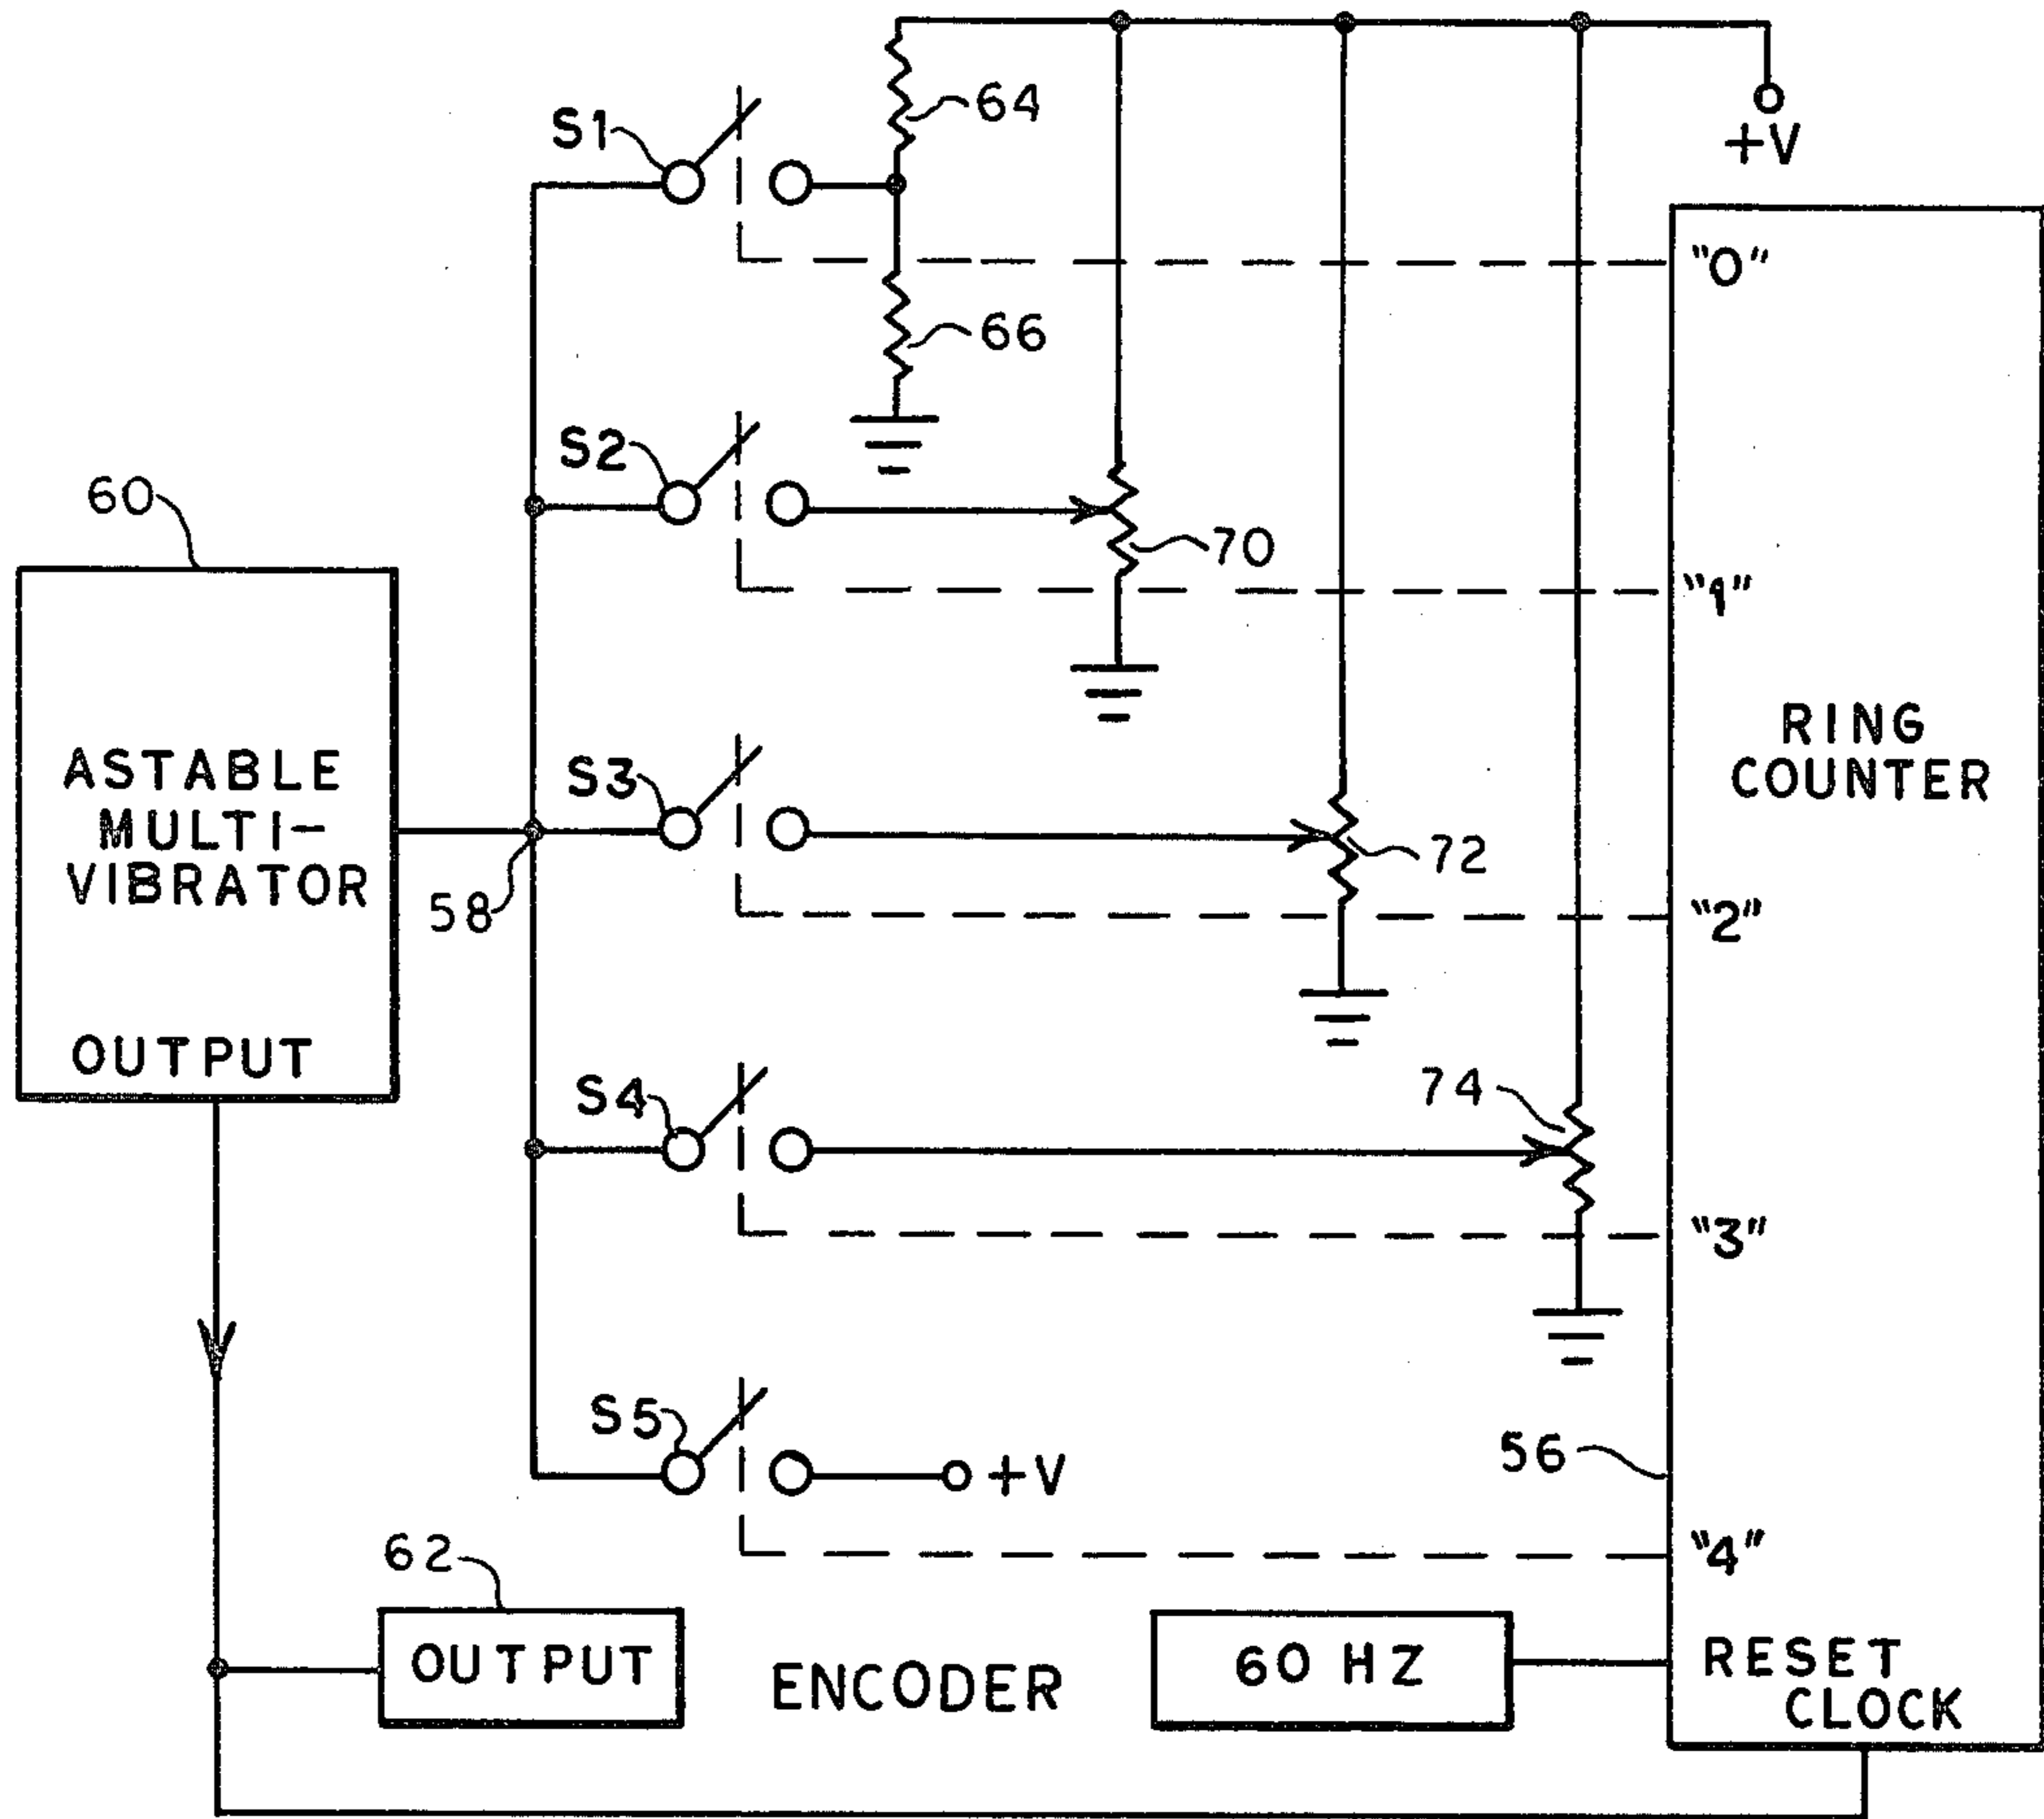 64
S1
+V
"0"
66
S2
60
70
"1"
RING
COUNTER
ASTABLE
MULTI-
VIBRATOR
S3
72
58
"2"
OUTPUT
S4
74
"3"
S5
+V
56
62
"4"
OUTPUT
ENCODER
60 HZ
RESET
CLOCK